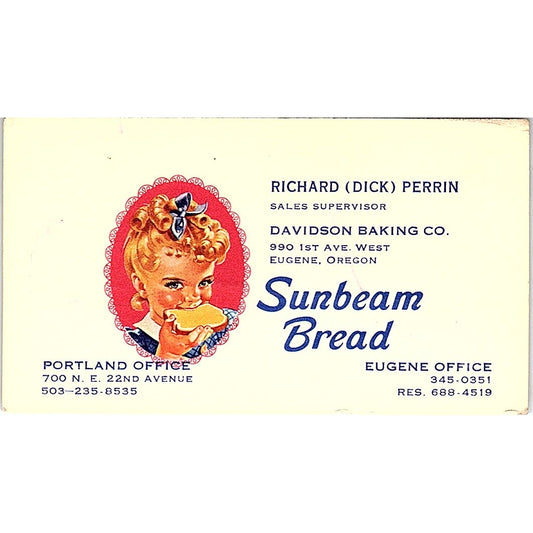 RICHARD (DICK) PERRIN
SALES SUPERVISOR
DAVIDSON BAKING CO.
990 1ST AVE. WEST
EUGENE, OREGON
Sunbeam
Bread
PORTLAND OFFICE
700 N. E. 22ND AVENUE
503-235-8535
EUGENE OFFICE
345-0351
RES. 688-4519